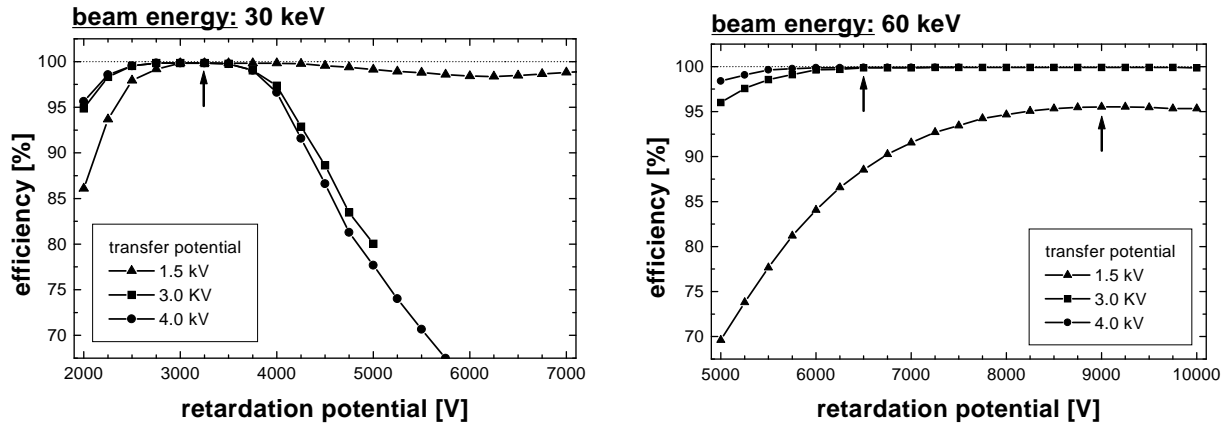 beam energy: 30 keV
efficiency [%]
100
95
90
85
80
75
70
transfer potential
1.5 kV
3.0 KV
4.0 kV
2000 3000 4000 5000 6000 7000
retardation potential [V]
beam energy: 60 keV
efficiency [%]
100
95
90
85
80
75
70
transfer potential
1.5 kV
3.0 KV
4.0 kV
5000 6000 7000 8000 9000 10000
retardation potential [V]